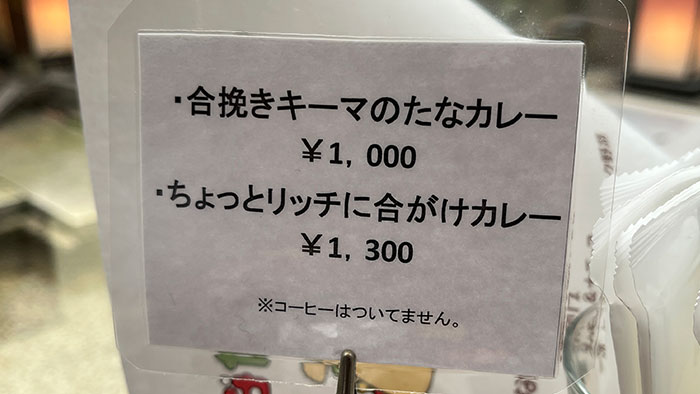 ・合挽きキーマのたなカレー
￥1，000
・ちょっとリッチに合がけカレー
￥1，300
※コーヒーはついてません。